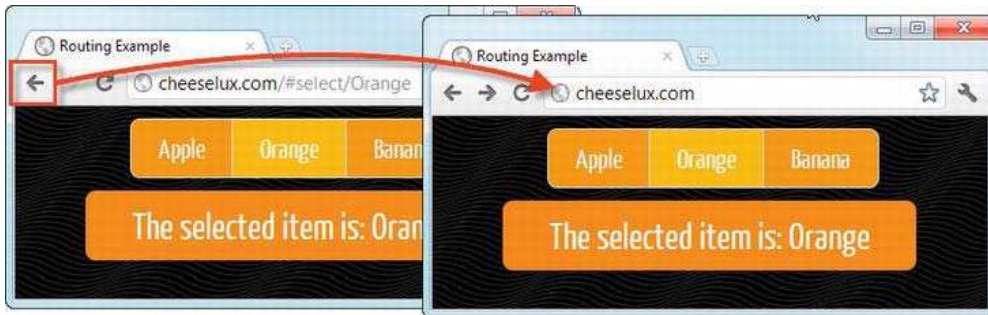 Routing Example
cheeselux.com/#select/Orange
Apple Orange Banan
The selected item is: Oran
Routing Example
cheeselux.com
Apple Orange Banana
The selected item is: Orange